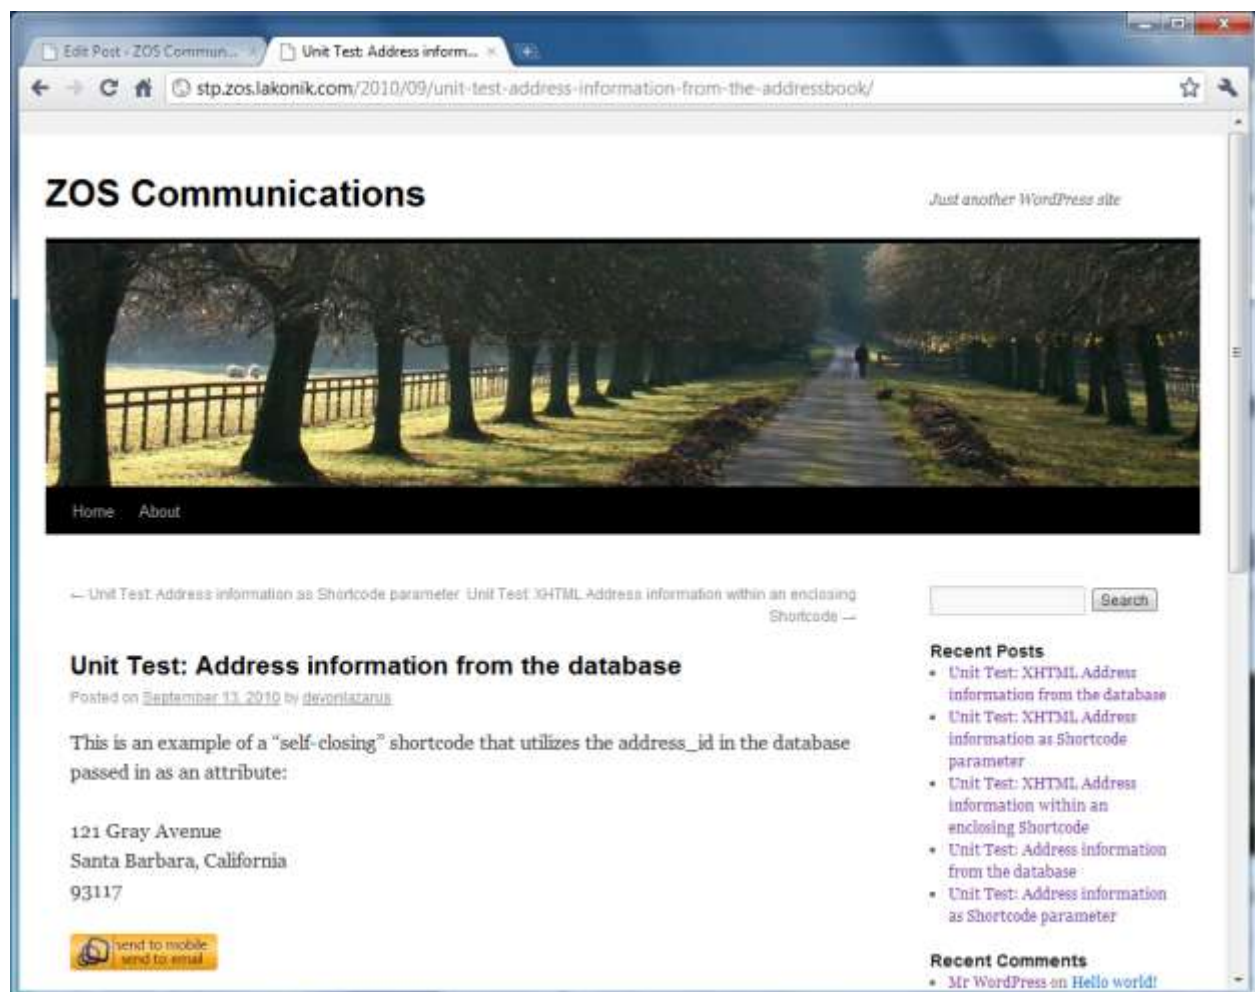 Edit Post - ZOS Commun...
Unit Test: Address inform...
stp.zos.lakonik.com/2010/09/unit-test-address-information-from-the-addressbook/
ZOS Communications
Just another WordPress site
Home About
← Unit Test: Address information as Shortcode parameter
Unit Test: XHTML Address information within an enclosing
Shortcode →
Unit Test: Address information from the database
Posted on September 13, 2010 by devonlazarus
This is an example of a “self-closing” shortcode that utilizes the address_id in the database
passed in as an attribute:
121 Gray Avenue
Santa Barbara, California
93117
send to mobile
send to email
Search
Recent Posts
Unit Test: XHTML Address
information from the database
Unit Test: XHTML Address
information as Shortcode
parameter
Unit Test: XHTML Address
information within an
enclosing Shortcode
Unit Test: Address information
from the database
Unit Test: Address information
as Shortcode parameter
Recent Comments
Mr WordPress on Hello world!